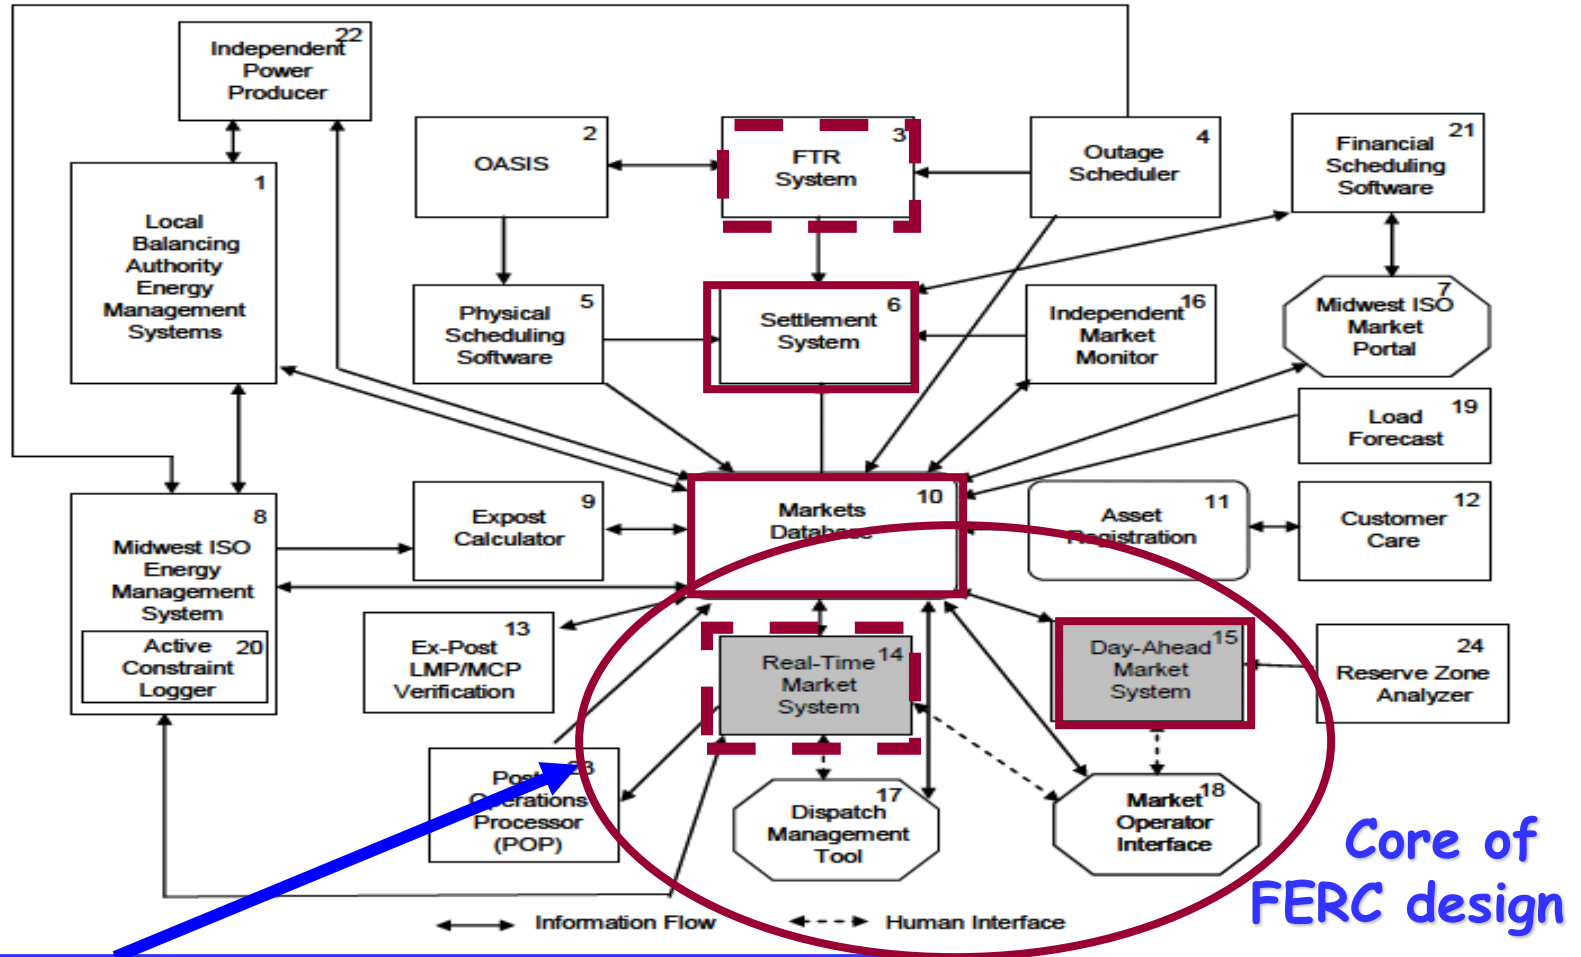 22
Independent
Power
Producer
1
Local
Balancing
Authority
Energy
Management
Systems
2
OASIS
3
FTR
System
4
Outage
Scheduler
21
Financial
Scheduling
Software
5
Physical
Scheduling
Software
6
Settlement
System
16
Independent
Market
Monitor
7
Midwest ISO
Market
Portal
19
Load
Forecast
8
Midwest ISO
Energy
Management
System
Active 20
Constraint
Logger
9
Expost
Calculator
10
Markets
Database
11
Asset
Registration
12
Customer
Care
13
Ex-Post
LMP/MCP
Verification
14
Real-Time
Market
System
15
Day-Ahead
Market
System
24
Reserve Zone
Analyzer
23
Post
Operations
Processor
(POP)
17
Dispatch
Management
Tool
18
Market
Operator
Interface
Core of
FERC design
Information Flow
Human Interface